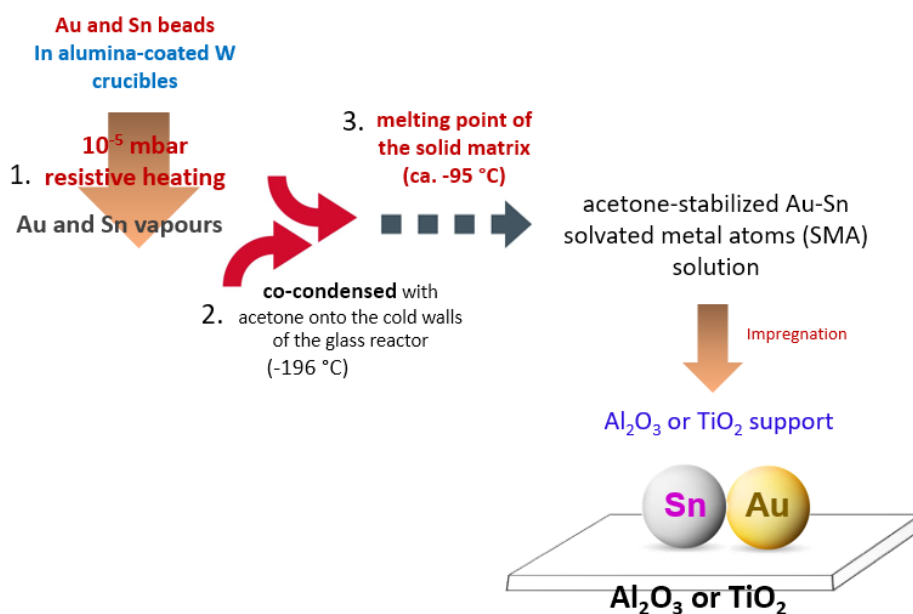 Au and Sn beads
In alumina-coated W
crucibles
1.
10⁻⁵ mbar
resistive heating
Au and Sn vapours
2.
co-condensed with
acetone onto the cold walls
of the glass reactor
(-196 °C)
3.
melting point of
the solid matrix
(ca. -95 °C)
acetone-stabilized Au-Sn
solvated metal atoms (SMA)
solution
Impregnation
Al₂O₃ or TiO₂ support
Sn
Au
Al₂O₃ or TiO₂